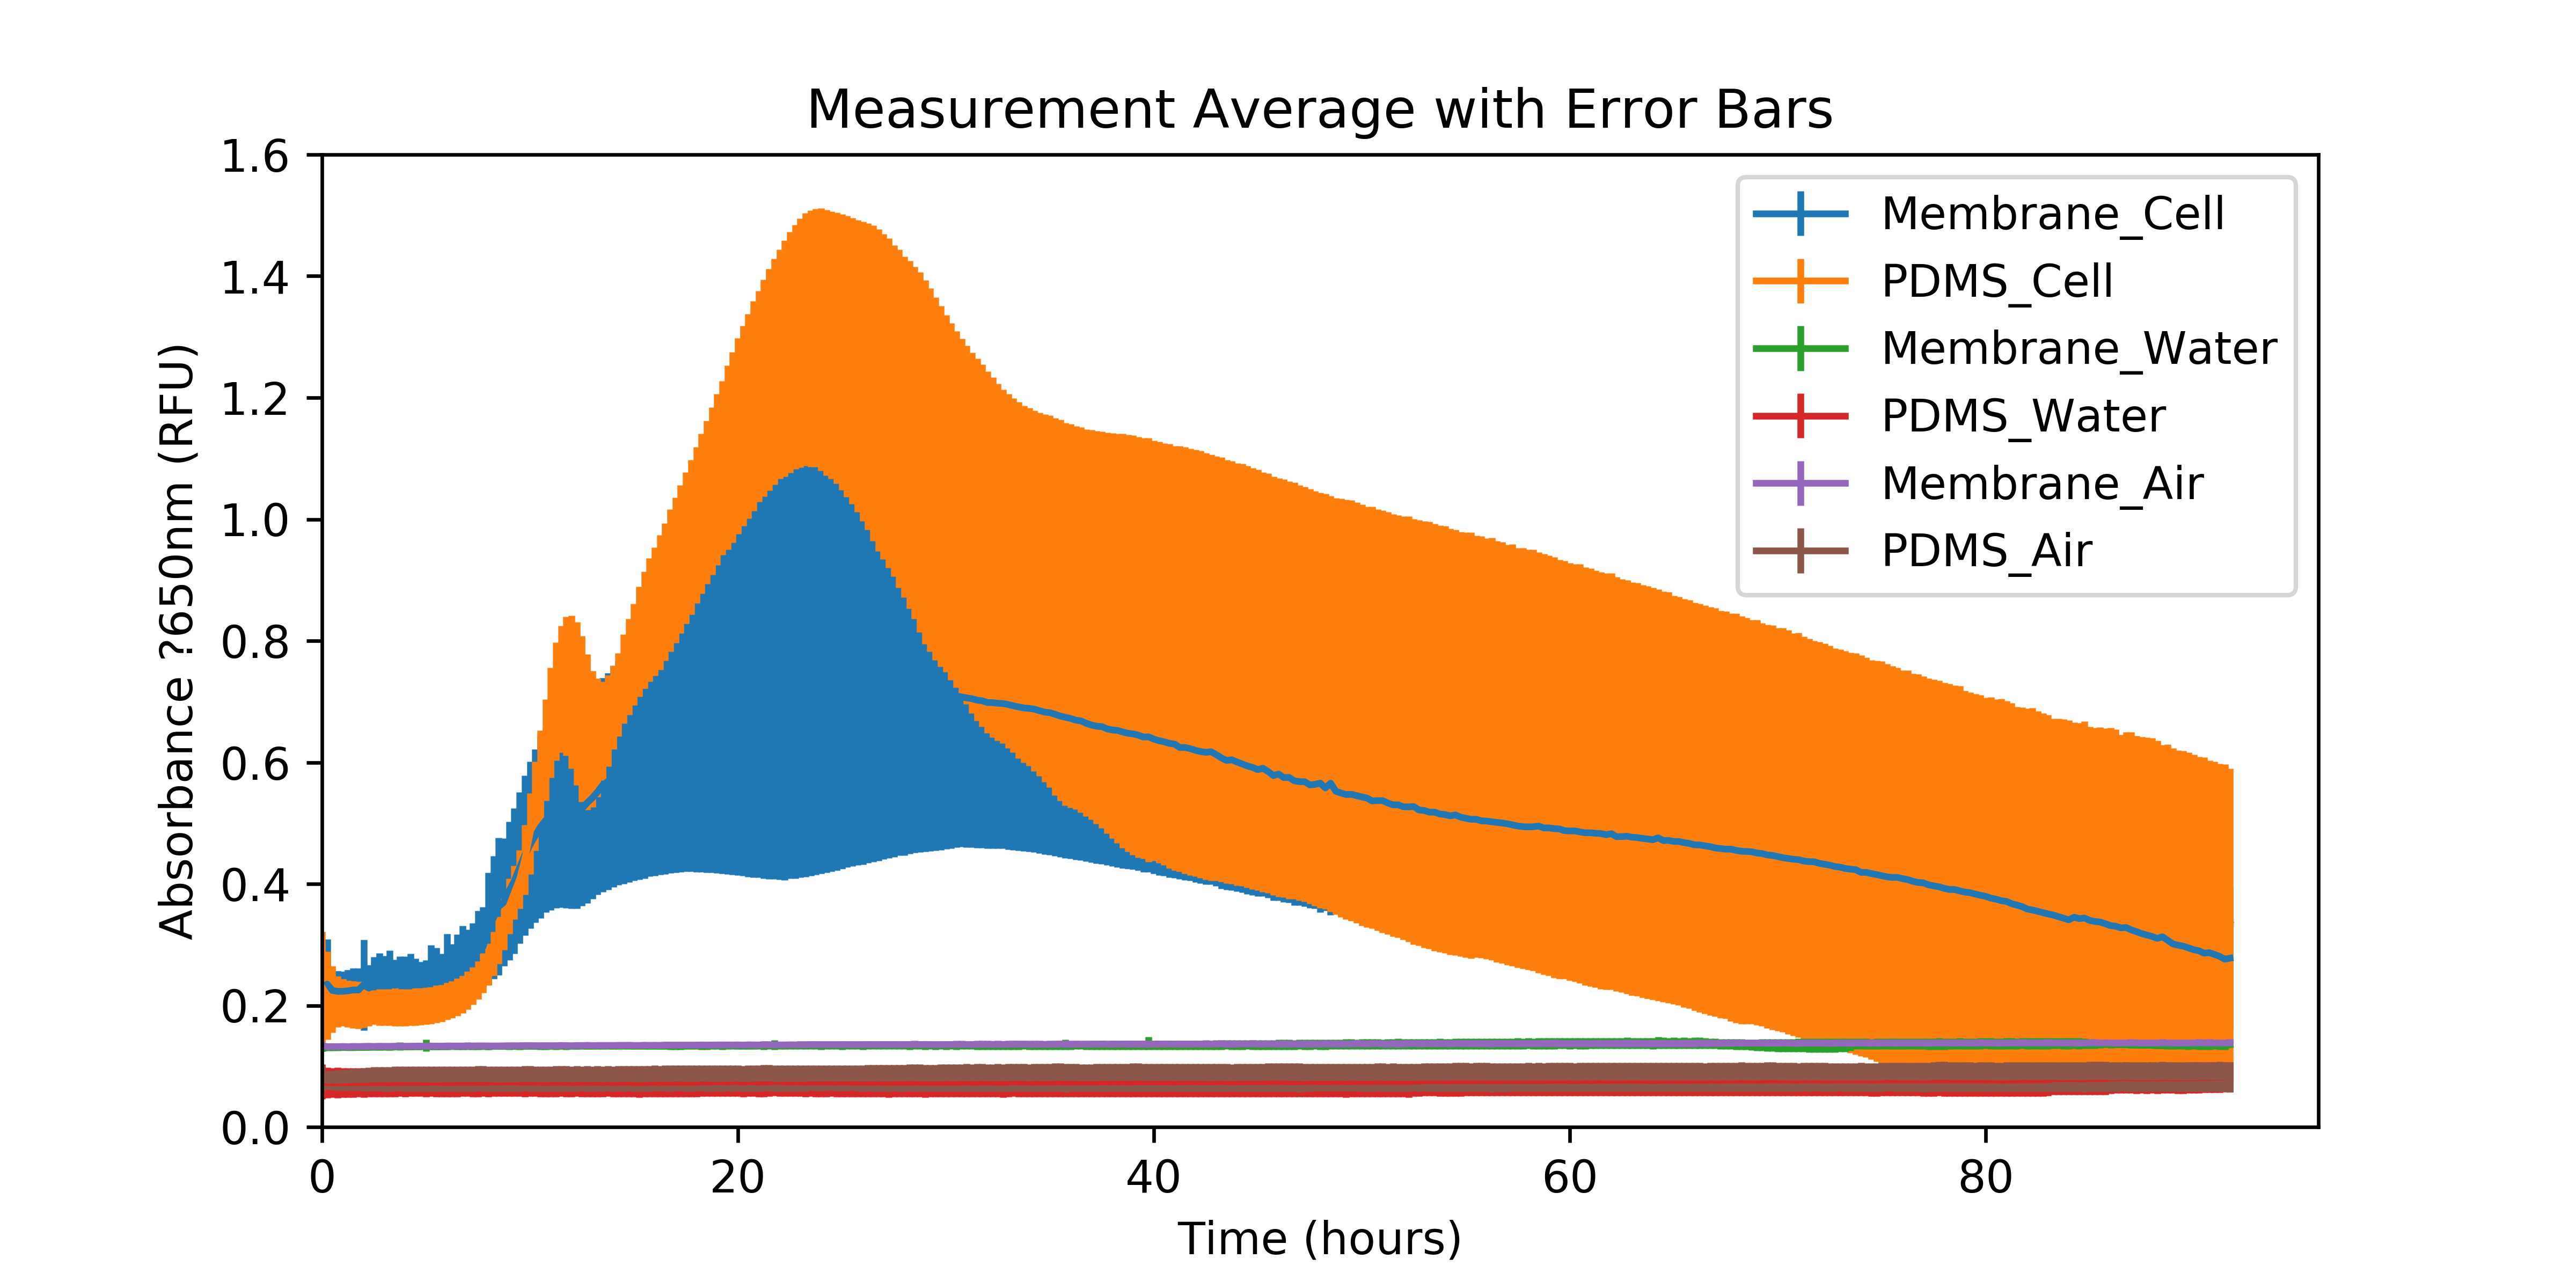 Measurement Average with Error Bars
1.6
1.4
1.2
1.0
0.8
0.6
0.4
0.2
0.0
Absorbance ?650nm (RFU)
Membrane_Cell
PDMS_Cell
Membrane_Water
PDMS_Water
Membrane_Air
PDMS_Air
0 20 40 60 80
Time (hours)